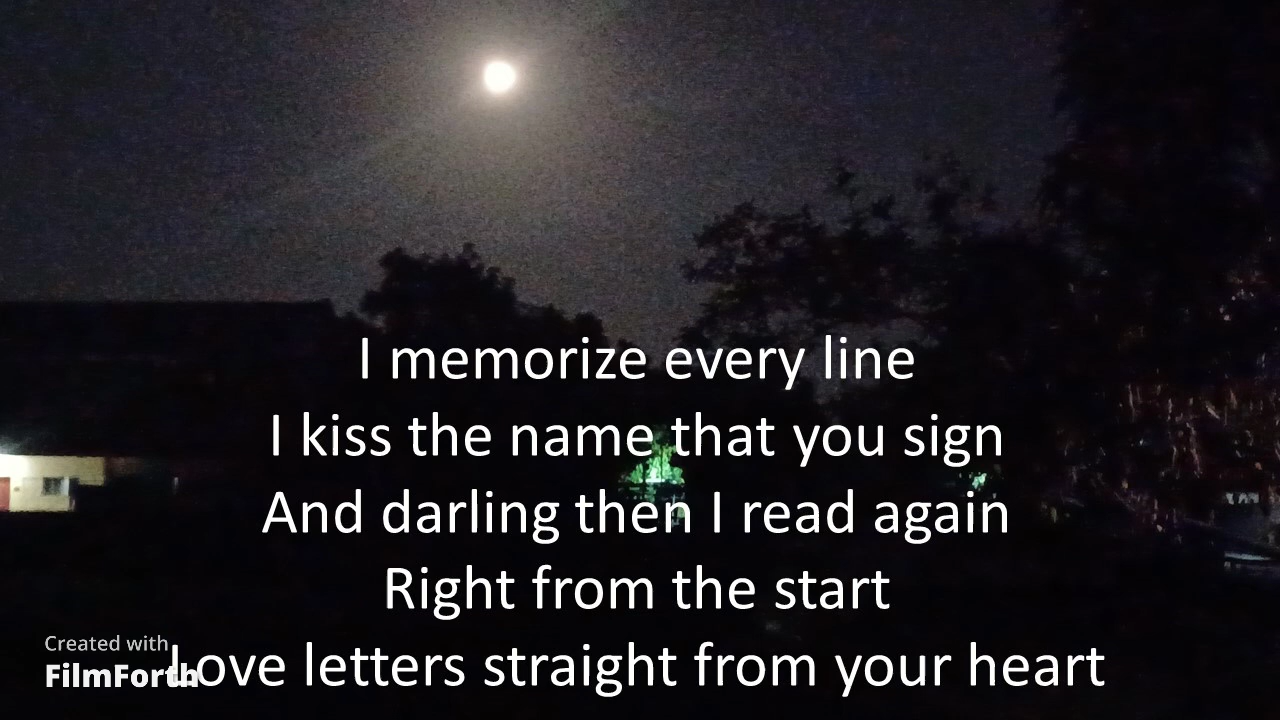 I memorize every line
I kiss the name that you sign
And darling then I read again
Right from the start
Love letters straight from your heart
Created with
FilmForth